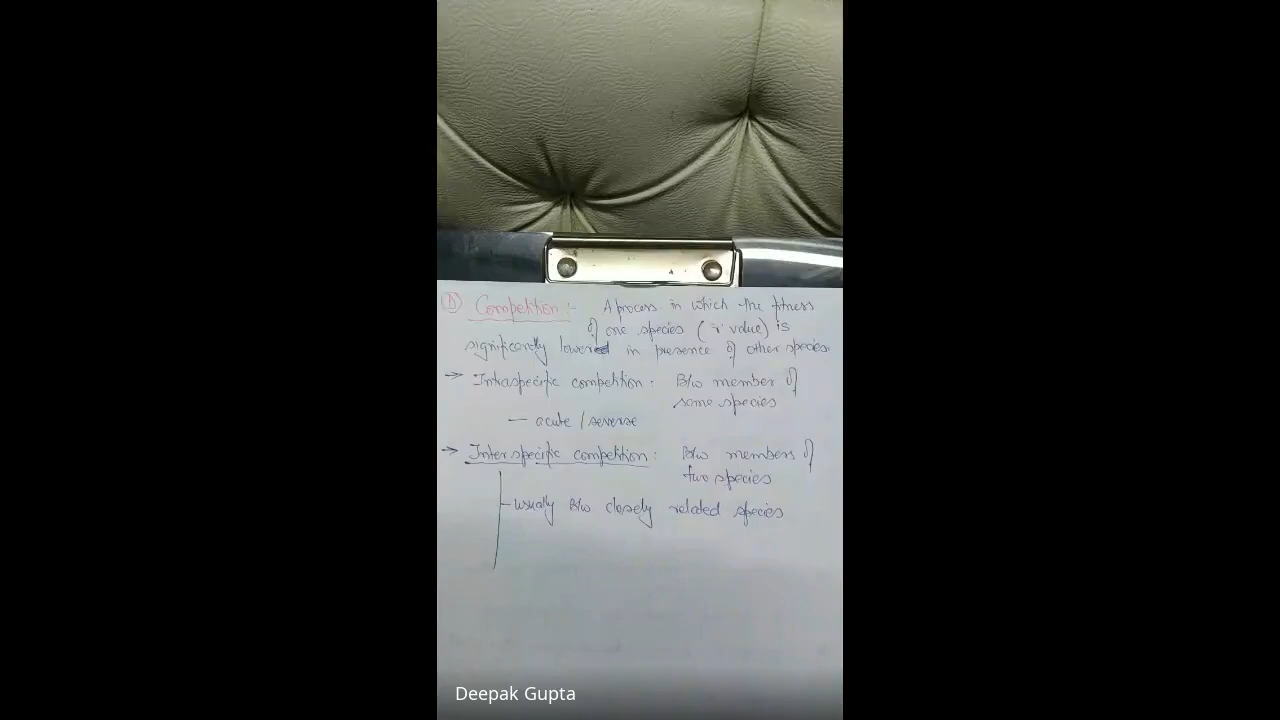 (B) Competition :- A process in which the fitness
of one species ('r' value) is
significantly lowered in presence of other species.
→ Intraspecific competition : B/w member of
same species
— acute / severe
→ Interspecific competition : B/w members of
two species
- usually B/w closely related species
Deepak Gupta